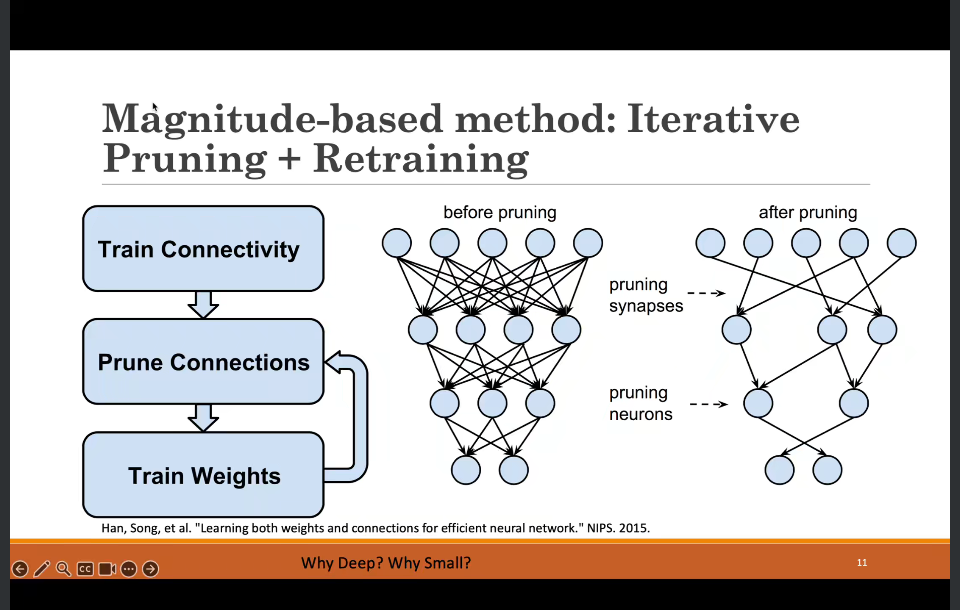 Magnitude-based method: Iterative
Pruning + Retraining
Train Connectivity
Prune Connections
Train Weights
before pruning
after pruning
pruning
synapses
pruning
neurons
Han, Song, et al. "Learning both weights and connections for efficient neural network." NIPS. 2015.
Why Deep? Why Small?
11
CC